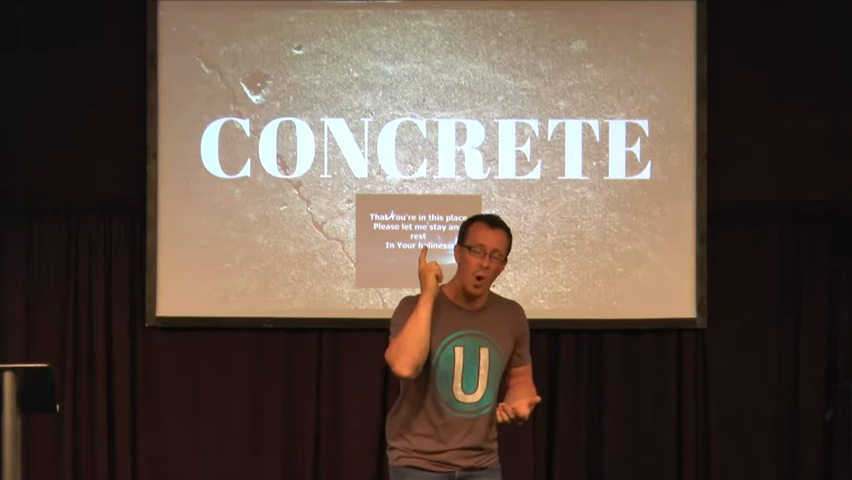 CONCRETE
That You're in this place
Please let me stay and
rest
In Your holiness
U